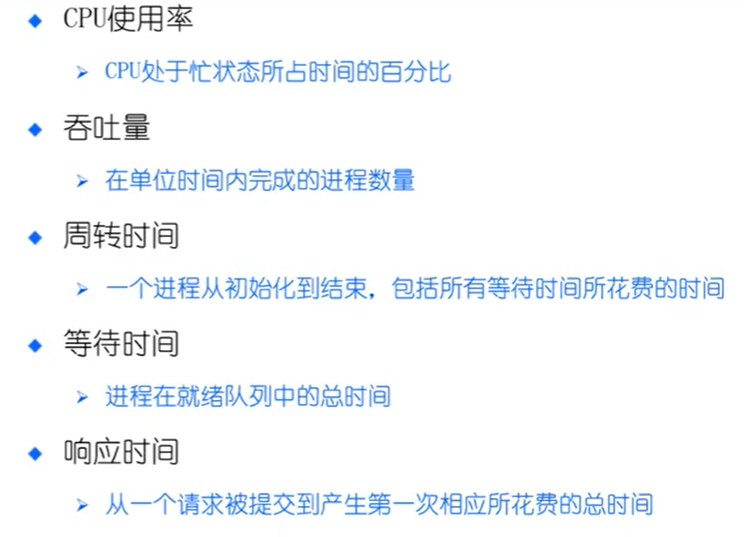 CPU使用率
CPU处于忙状态所占时间的百分比
吞吐量
在单位时间内完成的进程数量
周转时间
一个进程从初始化到结束，包括所有等待时间所花费的时间
等待时间
进程在就绪队列中的总时间
响应时间
从一个请求被提交到产生第一次相应所花费的总时间